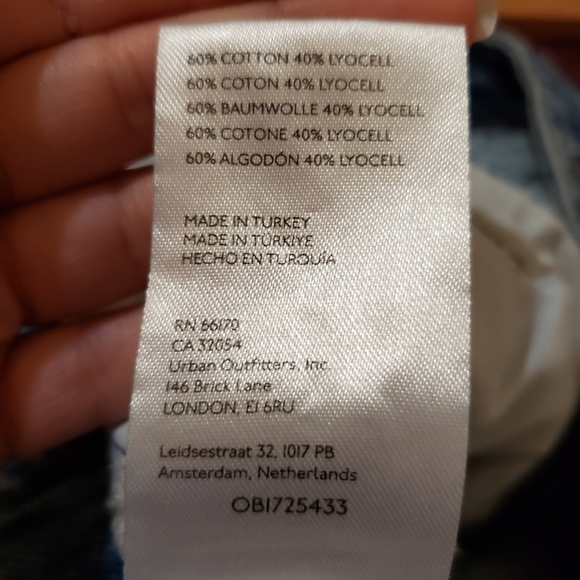 60% COTTON 40% LYOCELL
60% COTON 40% LYOCELL
60% BAUMWOLLE 40% LYOCELL
60% COTONE 40% LYOCELL
60% ALGODÓN 40% LYOCELL
MADE IN TURKEY
MADE IN TÜRKIYE
HECHO EN TURQUÍA
RN 66170
CA 32054
Urban Outfitters, Inc.
146 Brick Lane
LONDON, E1 6RU
Leidsestraat 32, 1017 PB
Amsterdam, Netherlands
OB1725433